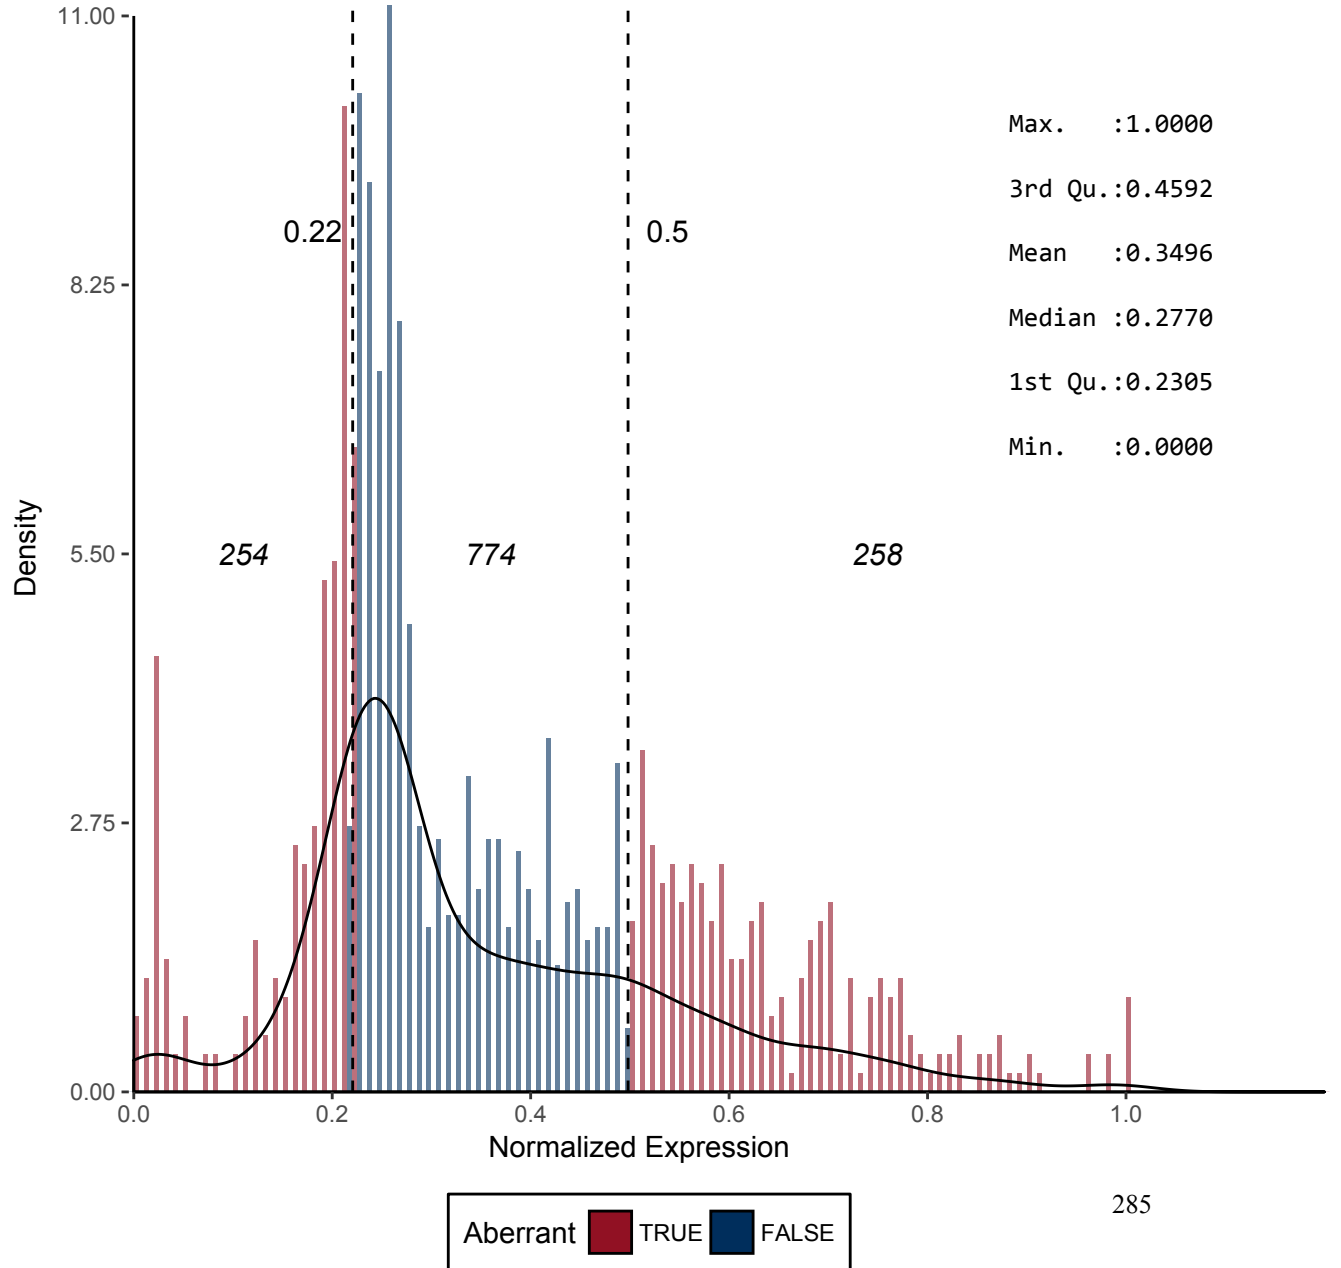 11.00
8.25
5.50
2.75
0.00
Density
0.22
0.5
254
774
258
Max.   :1.0000
3rd Qu.:0.4592
Mean   :0.3496
Median :0.2770
1st Qu.:0.2305
Min.   :0.0000
0.0 0.2 0.4 0.6 0.8 1.0
Normalized Expression
Aberrant TRUE FALSE
285